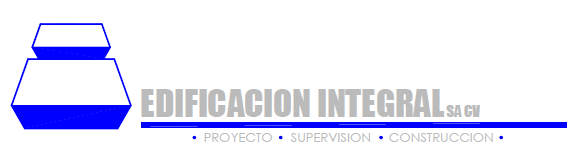 EDIFICACION INTEGRAL SA CV
• PROYECTO • SUPERVISION • CONSTRUCCION •